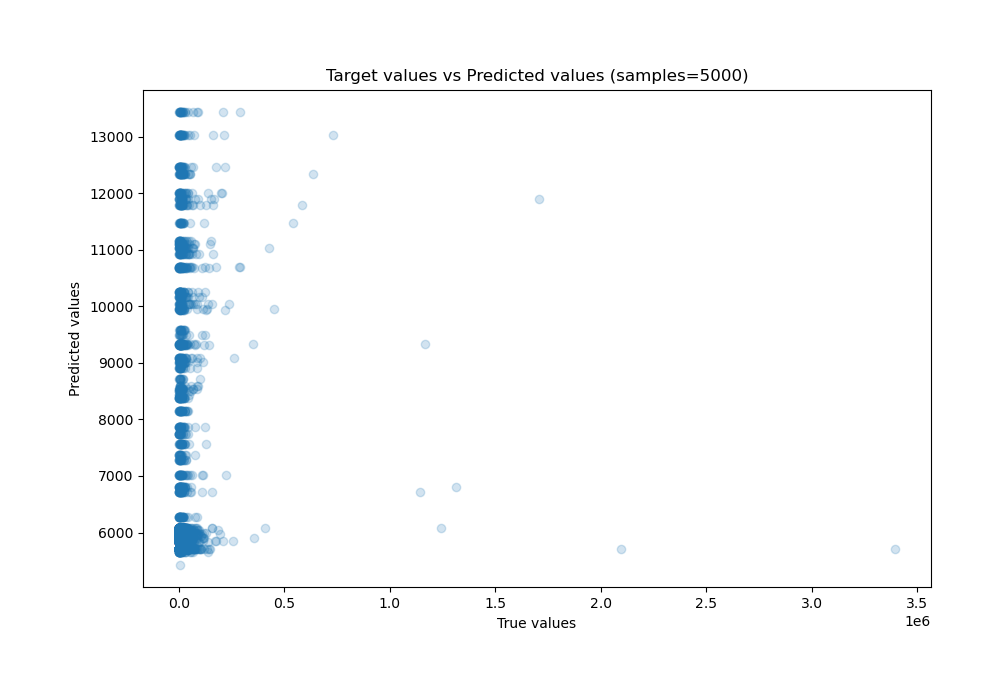 Target values vs Predicted values (samples=5000)
Predicted values
13000
12000
11000
10000
9000
8000
7000
6000
0.0 0.5 1.0 1.5 2.0 2.5 3.0 3.5
1e6
True values